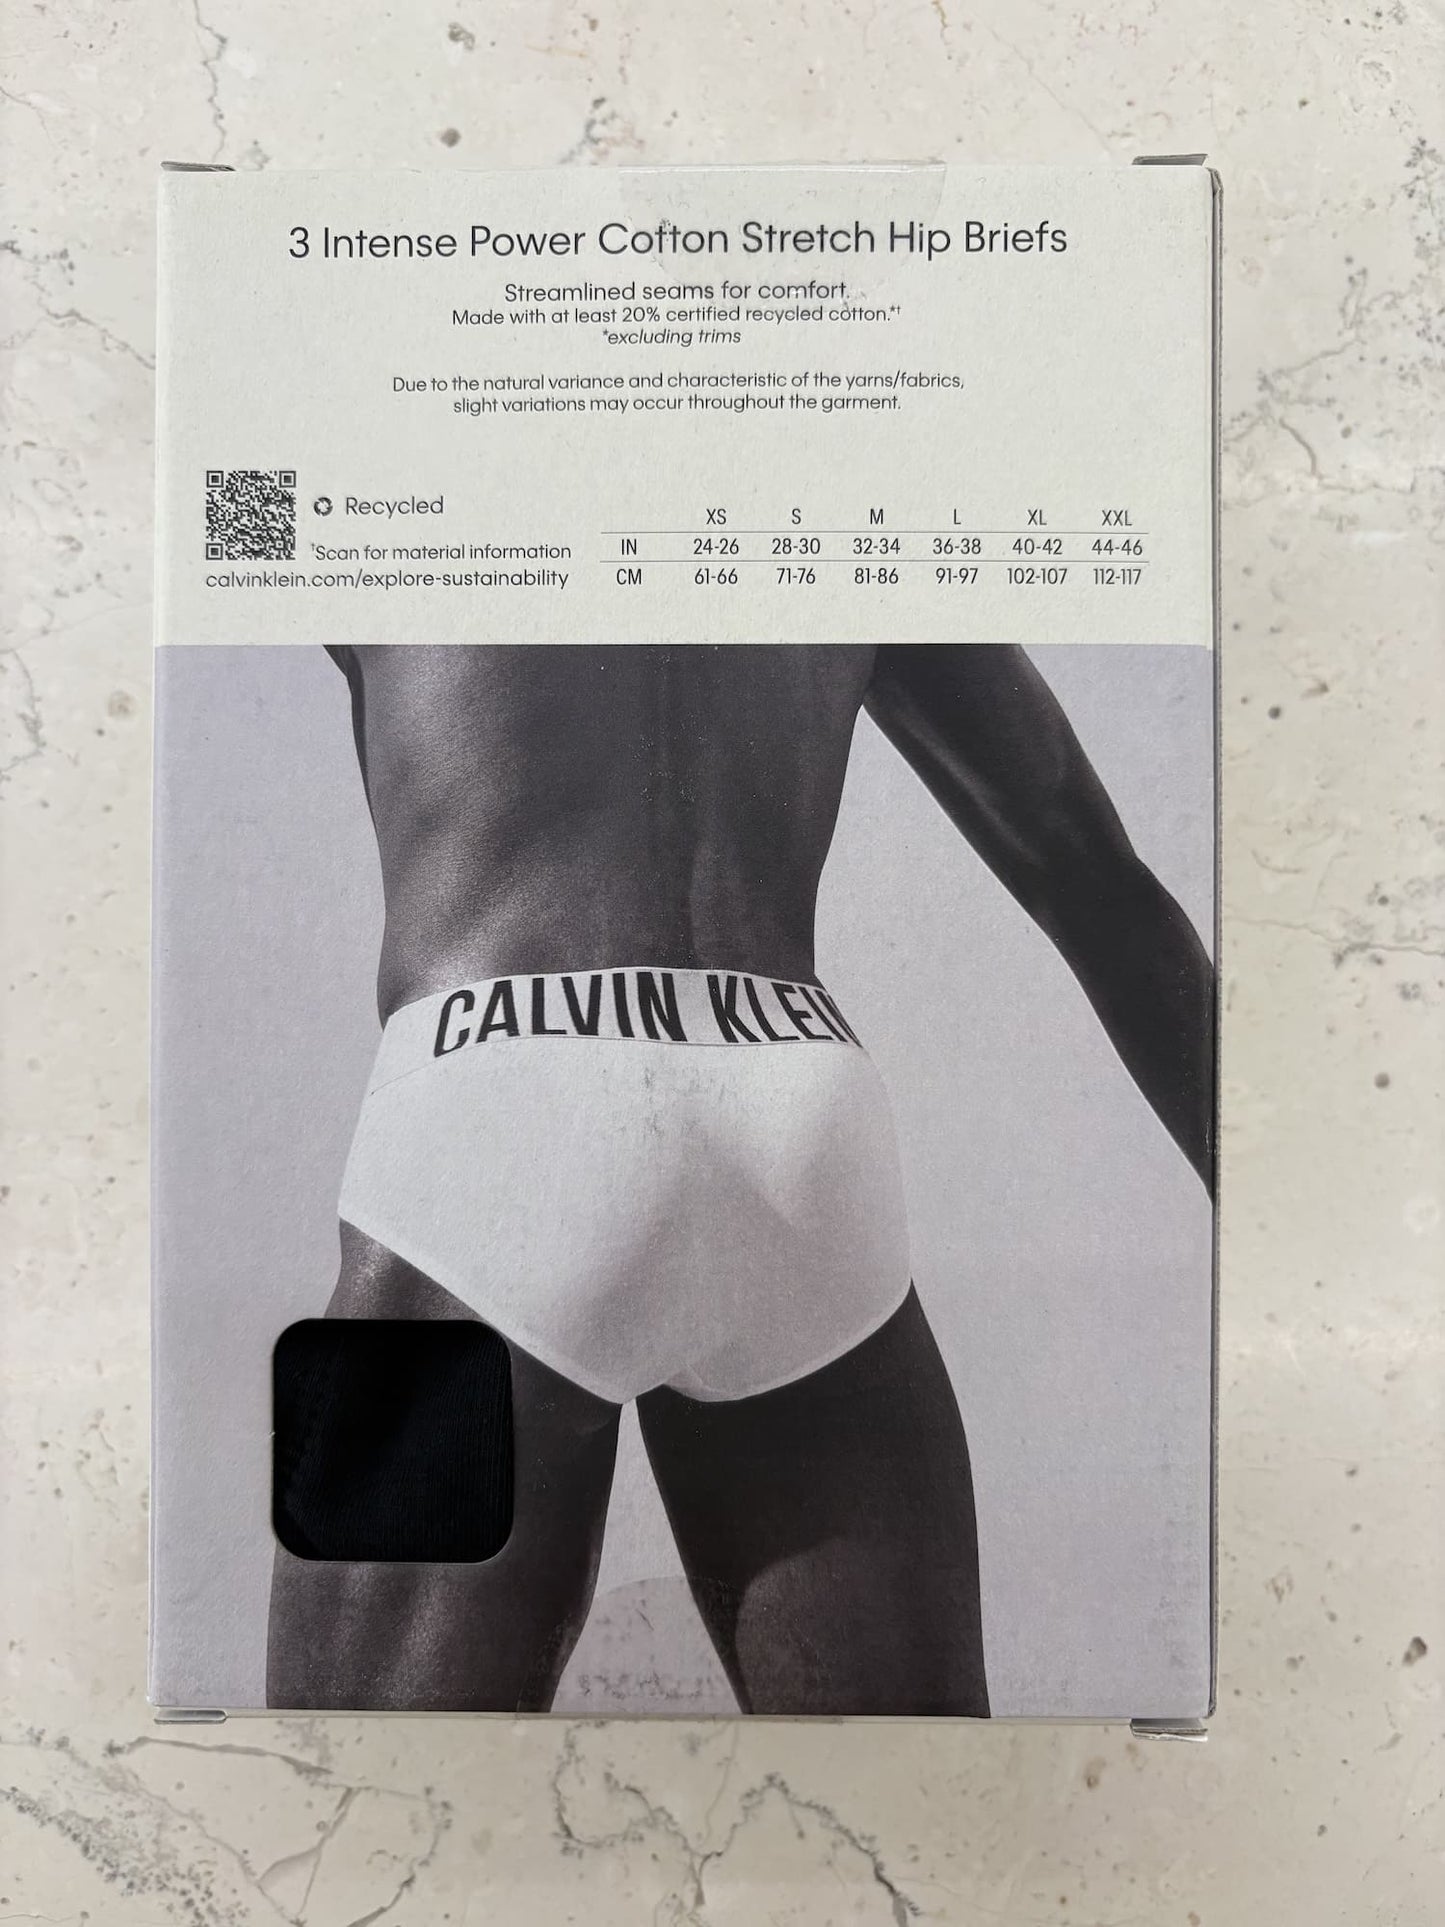 3 Intense Power Cotton Stretch Hip Briefs
Streamlined seams for comfort.
Made with at least 20% certified recycled cotton.*†
*excluding trims
Due to the natural variance and characteristic of the yarns/fabrics,
slight variations may occur throughout the garment.
Recycled
†Scan for material information
calvinklein.com/explore-sustainability
XS S M L XL XXL
IN 24-26 28-30 32-34 36-38 40-42 44-46
CM 61-66 71-76 81-86 91-97 102-107 112-117
CALVIN KLEIN